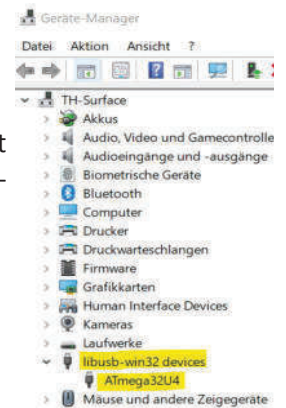 Geräte-Manager
Datei Aktion Ansicht ?
TH-Surface
Akkus
Audio, Video und Gamecontrolle
Audioeingänge und -ausgänge
Biometrische Geräte
Bluetooth
Computer
Drucker
Druckwarteschlangen
Firmware
Grafikkarten
Human Interface Devices
Kameras
Laufwerke
libusb-win32 devices
ATmega32U4
Mäuse und andere Zeigegeräte